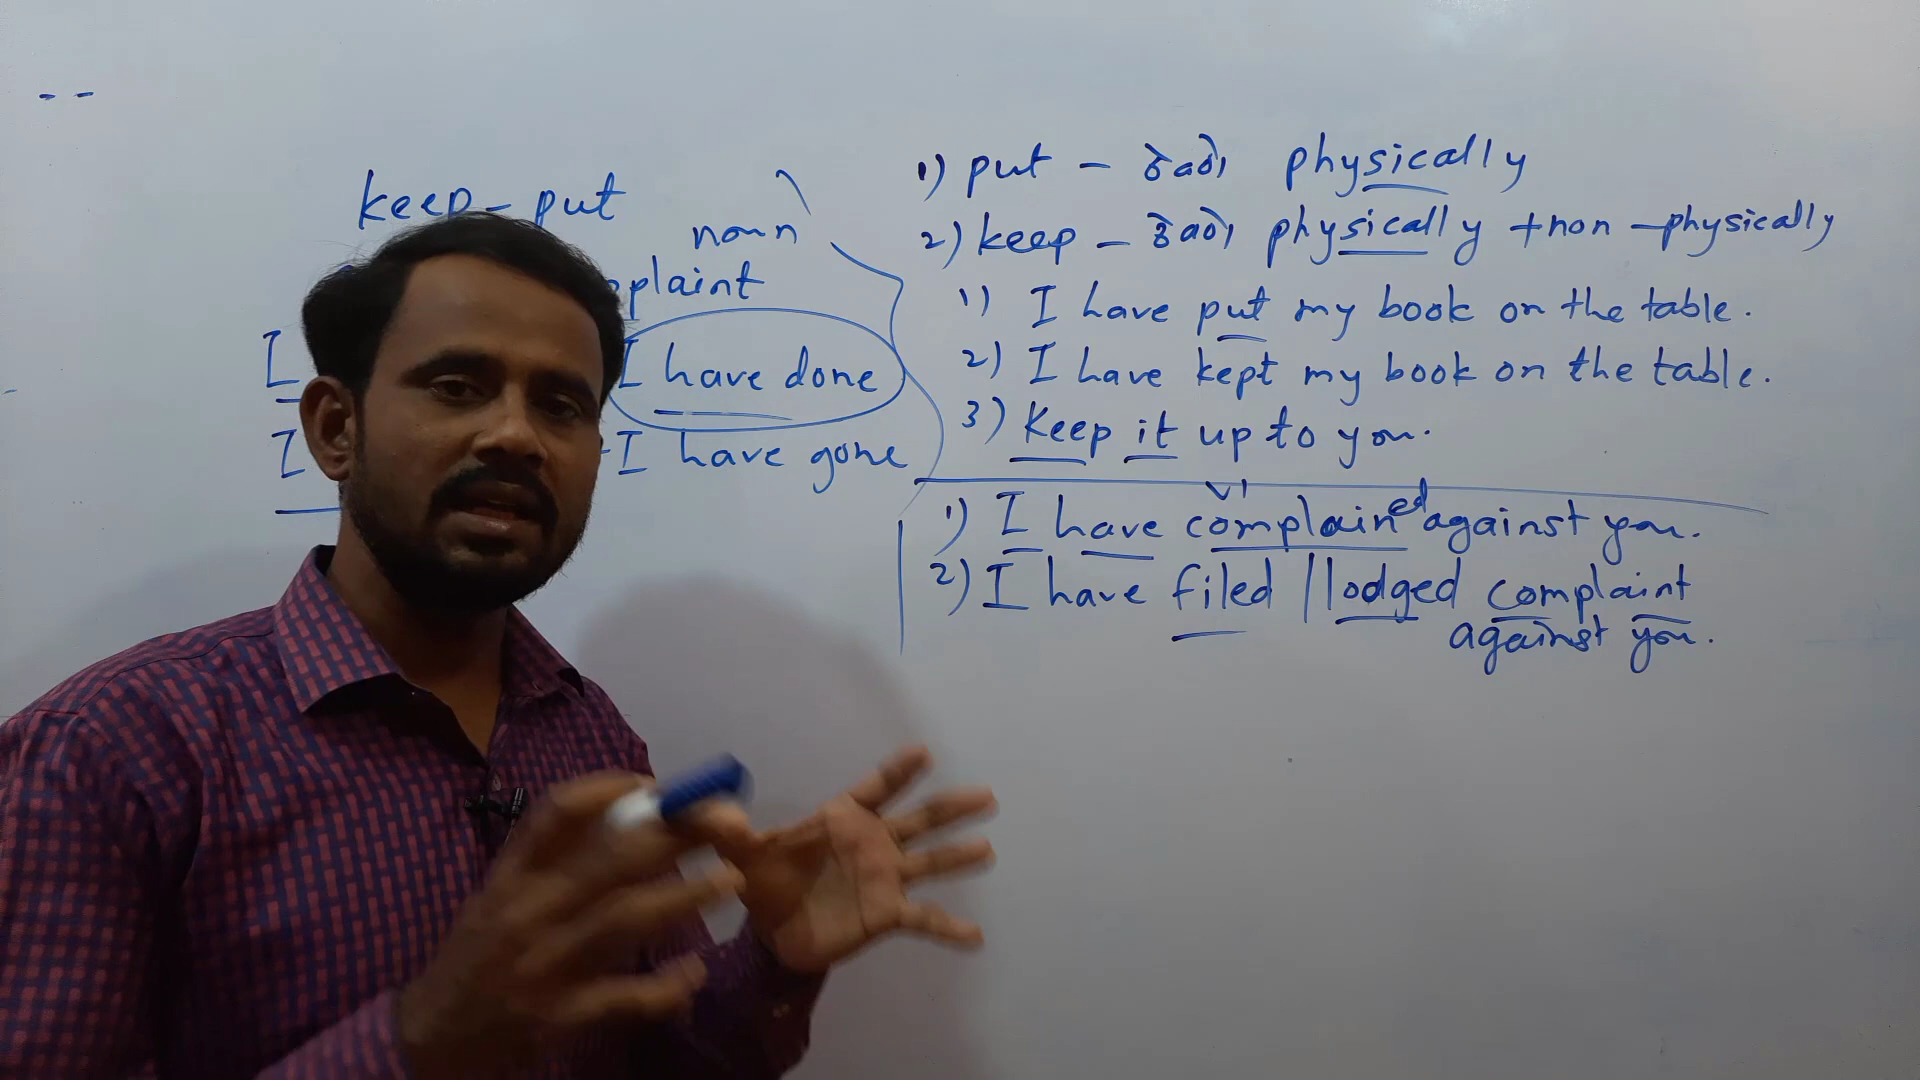 keep - put
noun
plaint
I
I have done
I
I have gone
1) put - ठेवणे physically
2) keep - ठेवणे physically + non - physically
1) I have put my book on the table.
2) I have kept my book on the table.
3) Keep it up to you.
1) I have complained against you.
2) I have filed / lodged complaint
against you.